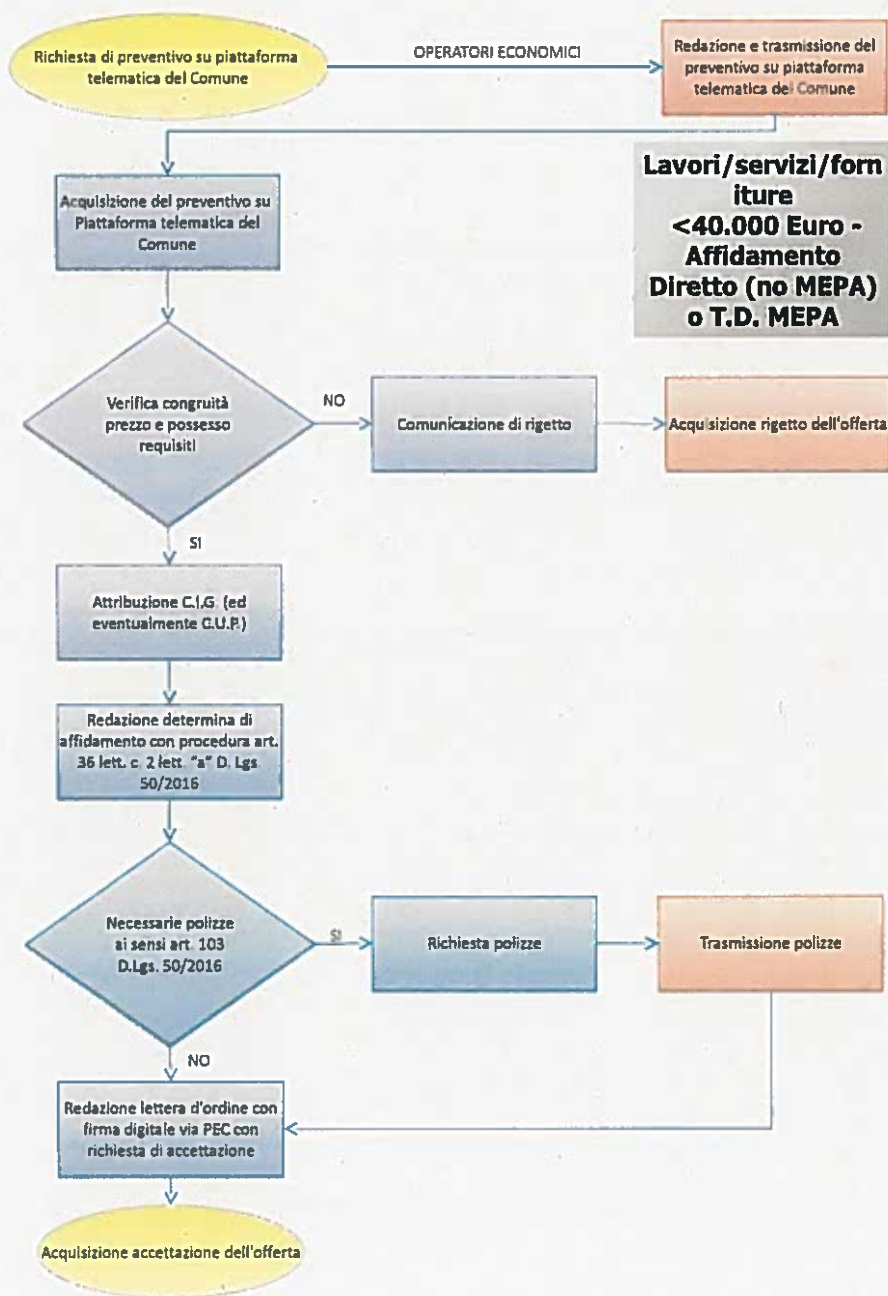 Richiesta di preventivo su piattaforma
telematica del Comune
OPERATORI ECONOMICI
Redazione e trasmissione del
preventivo su piattaforma
telematica del Comune
Lavori/servizi/forn
iture
<40.000 Euro -
Affidamento
Diretto (no MEPA)
o T.D. MEPA
Acquisizione del preventivo su
Piattaforma telematica del
Comune
Verifica congruità
prezzo e possesso
requisiti
NO
Comunicazione di rigetto
Acquisizione rigetto dell'offerta
SI
Attribuzione C.I.G. (ed
eventualmente C.U.P.)
Redazione determina di
affidamento con procedura art.
36 lett. c. 2 lett. "a" D. Lgs.
50/2016
Necessarie polizze
ai sensi art. 103
D.Lgs. 50/2016
SI
Richiesta polizze
Trasmissione polizze
NO
Redazione lettera d'ordine con
firma digitale via PEC con
richiesta di accettazione
Acquisizione accettazione dell'offerta